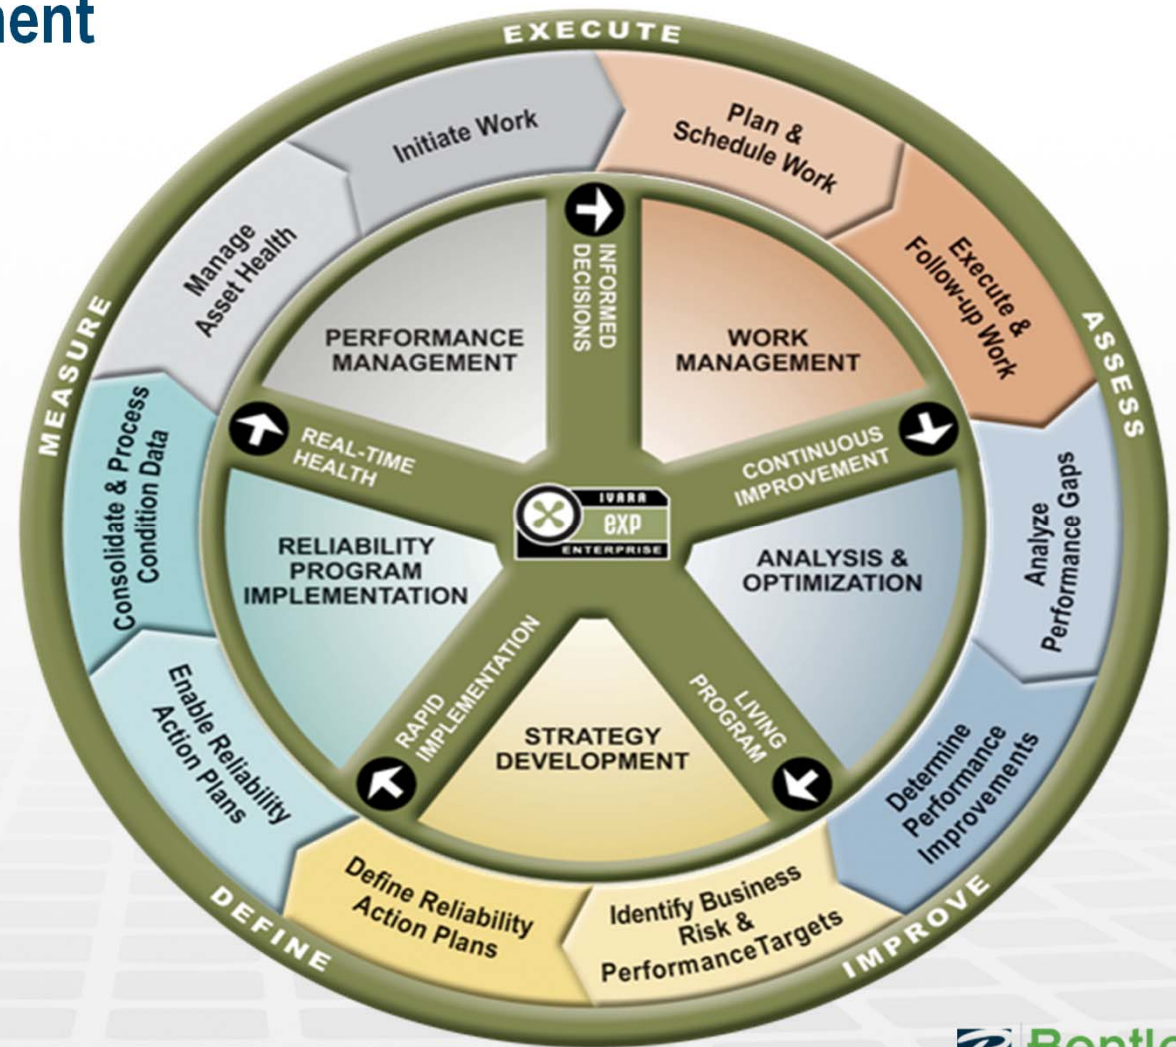 EXECUTE
Initiate Work
Plan &
Schedule Work
Manage
Asset Health
Execute &
Follow-up Work
INFORMED
DECISIONS
PERFORMANCE
MANAGEMENT
WORK
MANAGEMENT
MEASURE
ASSESS
REAL-TIME
HEALTH
CONTINUOUS
IMPROVEMENT
Consolidate & Process
Condition Data
IVARA
exp
ENTERPRISE
Analyze
Performance Gaps
RELIABILITY
PROGRAM
IMPLEMENTATION
ANALYSIS &
OPTIMIZATION
RAPID
IMPLEMENTATION
LIVING
PROGRAM
Enable Reliability
Action Plans
STRATEGY
DEVELOPMENT
Determine
Performance
Improvements
Define Reliability
Action Plans
Identify Business
Risk &
PerformanceTargets
DEFINE
IMPROVE